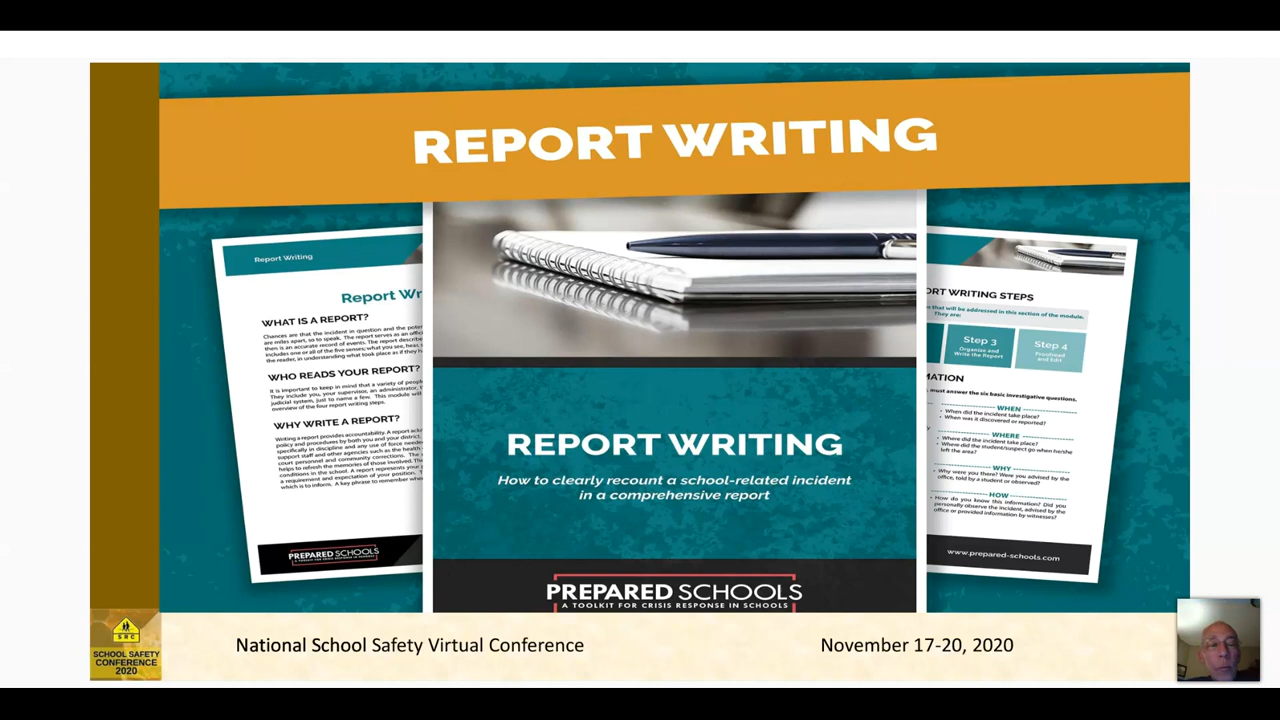 REPORT WRITING
Report Writing
Report Wr
WHAT IS A REPORT?
Chances are that the incident in question and the pote
are miles apart, so to speak. The report serves as an offic
then is an accurate record of events. The report describe
includes one or all of the five senses; what you see, hear, s
the reader, in understanding what took place as if they h
WHO READS YOUR REPORT?
It is important to keep in mind that a variety of people
They include you, your supervisor, an administrator,
judicial system, just to name a few. This module will
overview of the four report writing steps.
WHY WRITE A REPORT?
Writing a report provides accountability. A report ack
policy and procedures by both you and your district,
specifically in discipline and any use of force needed
support staff and other agencies such as the health
court personnel and community corrections. The
helps to refresh the memories of those involved. The
conditions in the school. A report represents your
a requirement and expectation of your position. T
which is to inform. A key phrase to remember whe
PREPARED SCHOOLS
A TOOLKIT FOR CRISIS RESPONSE IN SCHOOLS
REPORT WRITING
How to clearly recount a school-related incident
in a comprehensive report
PREPARED SCHOOLS
A TOOLKIT FOR CRISIS RESPONSE IN SCHOOLS
ORT WRITING STEPS
that will be addressed in this section of the module.
They are:
Step 3
Organize and
Write the Report
Step 4
Proofread
and Edit
MATION
must answer the six basic investigative questions.
WHEN
• When did the incident take place?
• When was it discovered or reported?
WHERE
• Where did the incident take place?
• Where did the student/suspect go when he/she
left the area?
WHY
• Why were you there? Were you advised by the
office, told by a student or observed?
HOW
• How do you know this information? Did you
personally observe the incident, advised by the
office or provided information by witnesses?
www.prepared-schools.com
SRC
SCHOOL SAFETY
CONFERENCE
2020
National School Safety Virtual Conference
November 17-20, 2020